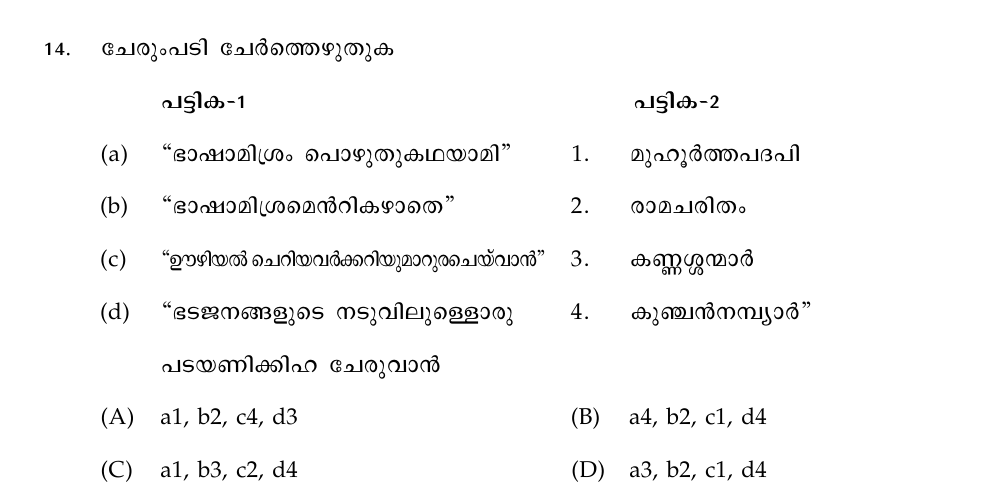 14. ചേരുംപടി ചേർത്തെഴുതുക
പട്ടിക-1 പട്ടിക-2
(a) “ഭാഷാമിശ്രം പൊഴുതുകഥയാമി” 1. മുഹൂർത്തപദപി
(b) “ഭാഷാമിശ്രമെൻറികഴാതെ” 2. രാമചരിതം
(c) “ഊഴിയൽ ചെറിയവർക്കറിയുമാറുരചെയ്‌വാൻ” 3. കണ്ണശ്ശന്മാർ
(d) “ഭടജനങ്ങളുടെ നടുവിലുള്ളൊരു 4. കുഞ്ചൻനമ്പ്യാർ”
പടയണിക്കിഹ ചേരുവാൻ
(A) a1, b2, c4, d3 (B) a4, b2, c1, d4
(C) a1, b3, c2, d4 (D) a3, b2, c1, d4